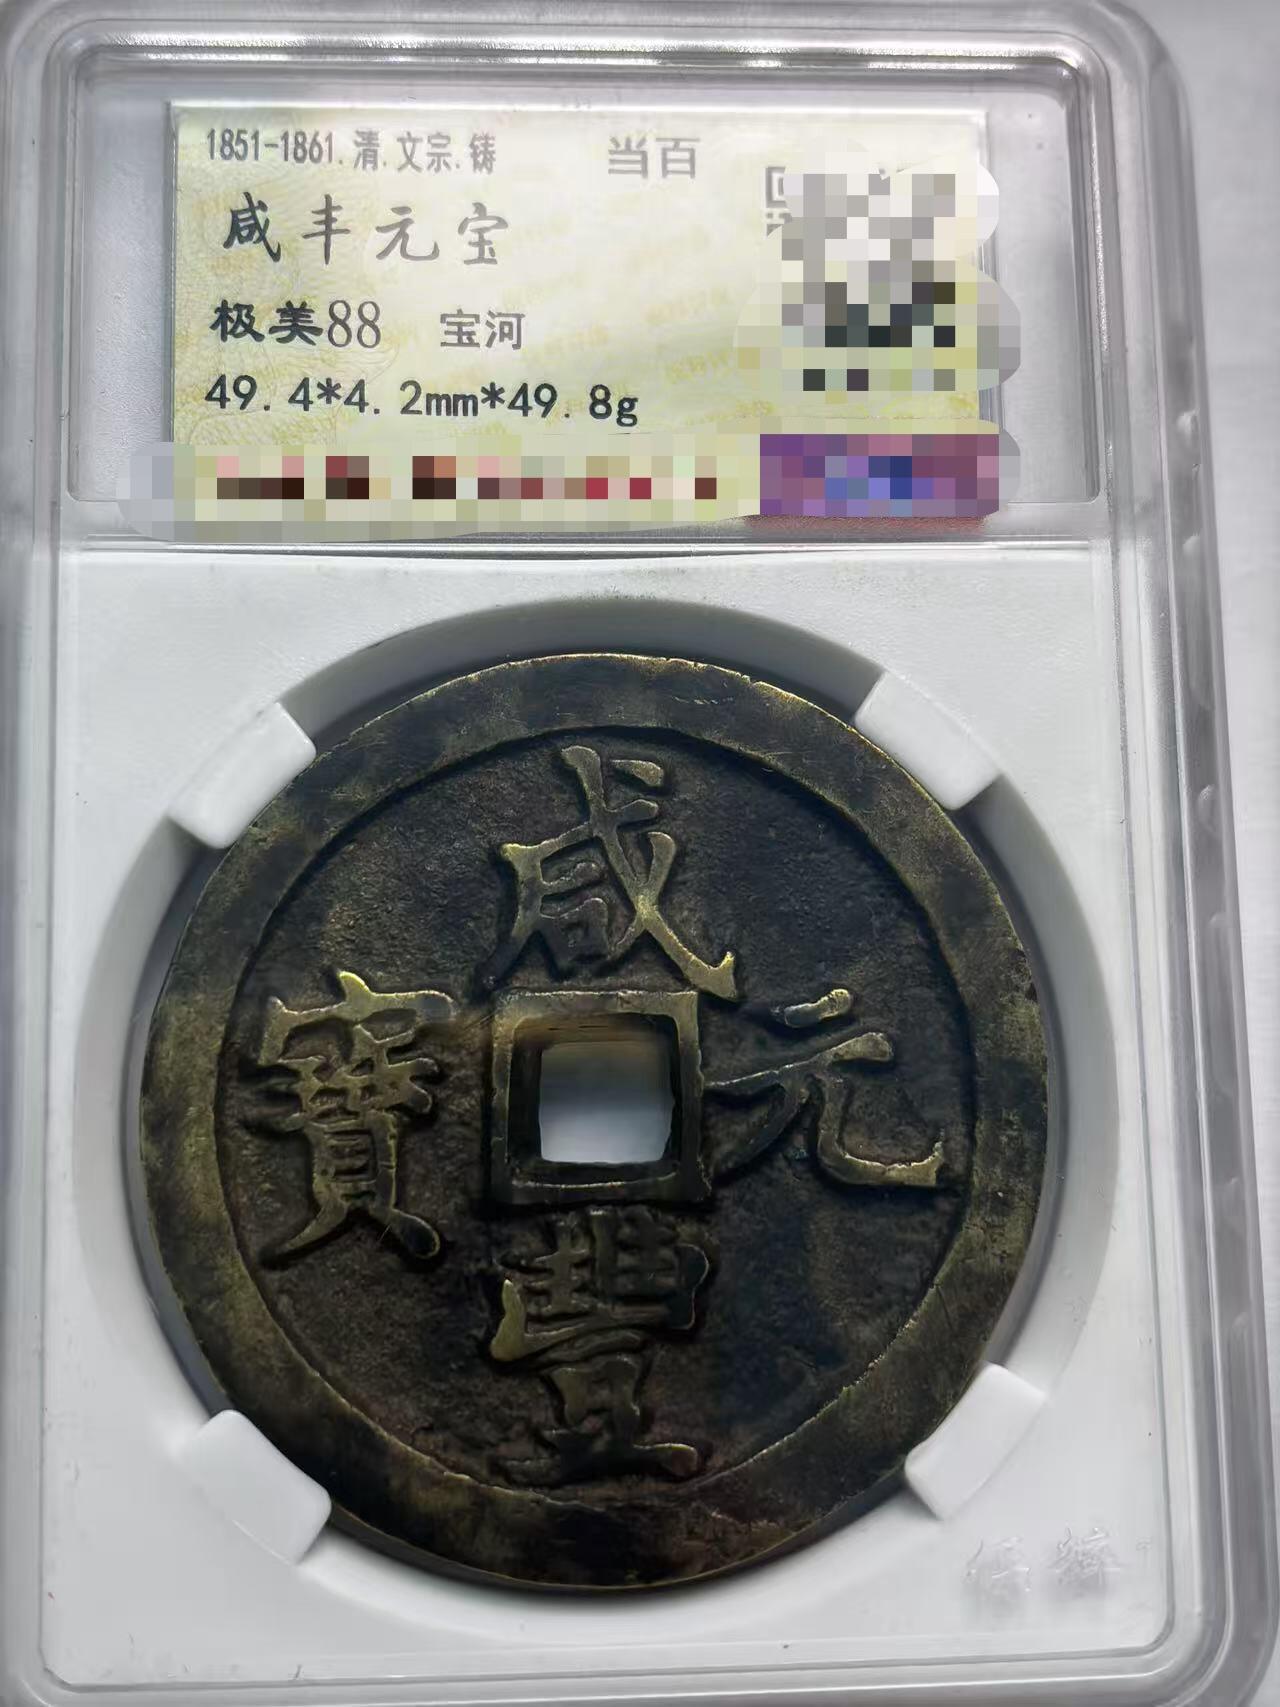 1851-1861.清.文宗.铸 当百
咸丰元宝
极美88 宝河
49.4*4.2mm*49.8g
咸
寶 元
豐